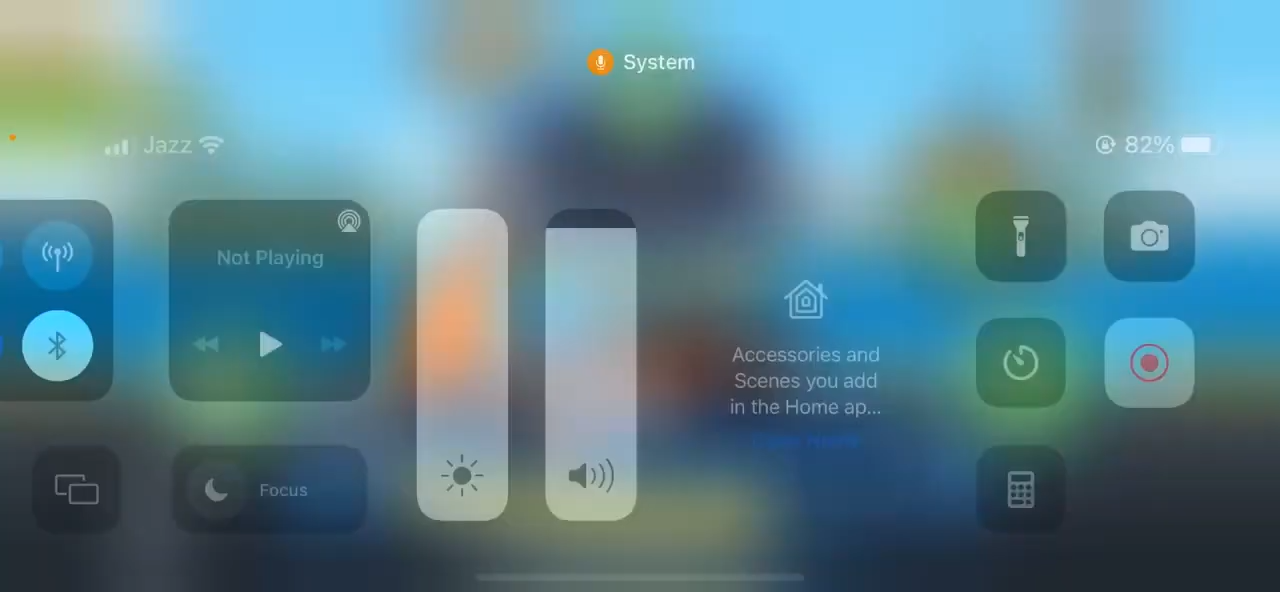 System
Jazz
82%
Not Playing
Accessories and
Scenes you add
in the Home ap...
Focus